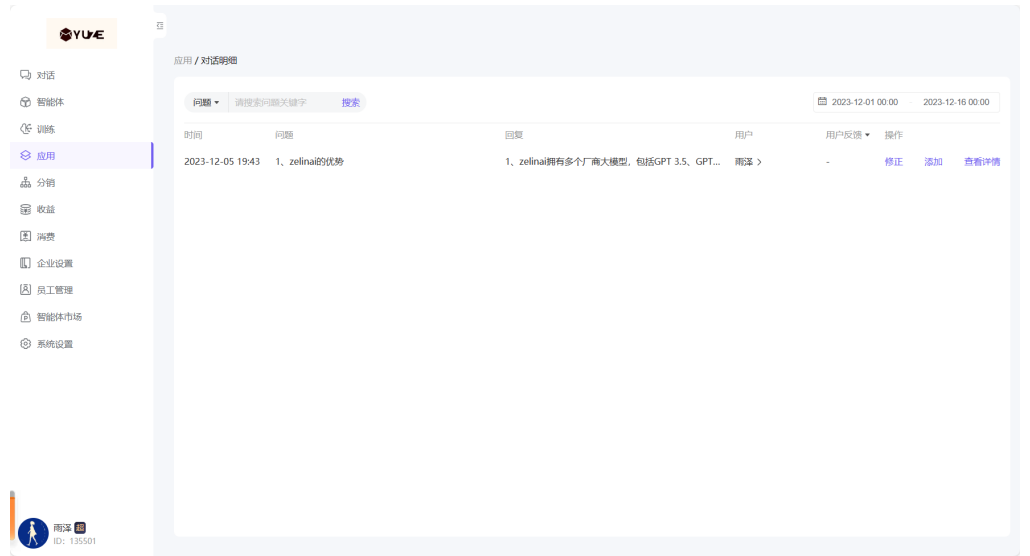 YUZE
应用 / 对话明细
对话
智能体
训练
应用
分销
收益
消费
企业设置
员工管理
智能体市场
系统设置
问题 请搜索问题关键字 搜索 2023-12-01 00:00 2023-12-16 00:00
时间 问题 回复 用户 用户反馈 操作
2023-12-05 19:43 1、zelinai的优势 1、zelinai拥有多个厂商大模型，包括GPT 3.5、GPT... 雨泽 > - 修正 添加 查看详情
雨泽 超
ID: 135501